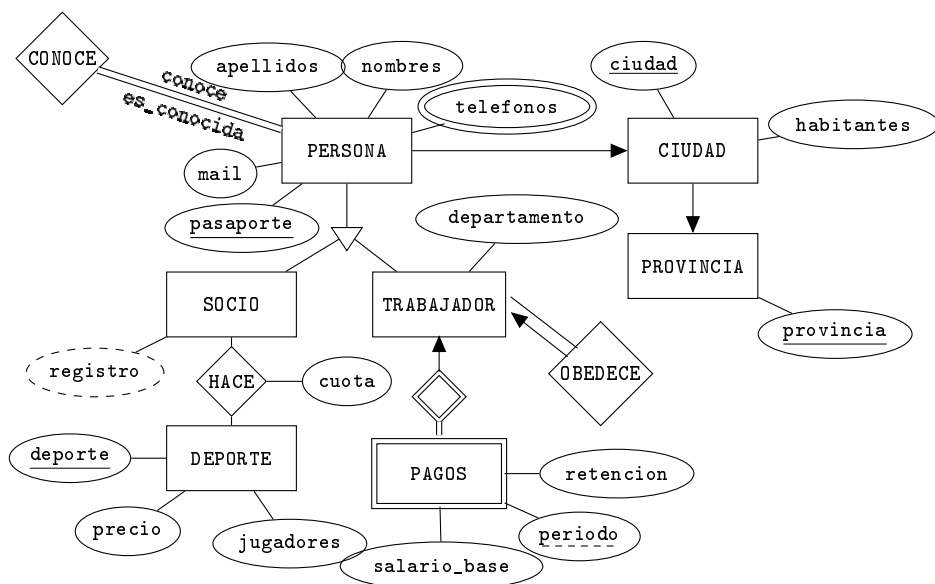 CONOCE
conoce
es_conocida
apellidos
nombres
telefonos
ciudad
habitantes
PERSONA
CIUDAD
mail
pasaporte
departamento
PROVINCIA
provincia
SOCIO
TRABAJADOR
registro
HACE
cuota
OBEDECE
deporte
DEPORTE
PAGOS
retencion
precio
jugadores
periodo
salario_base